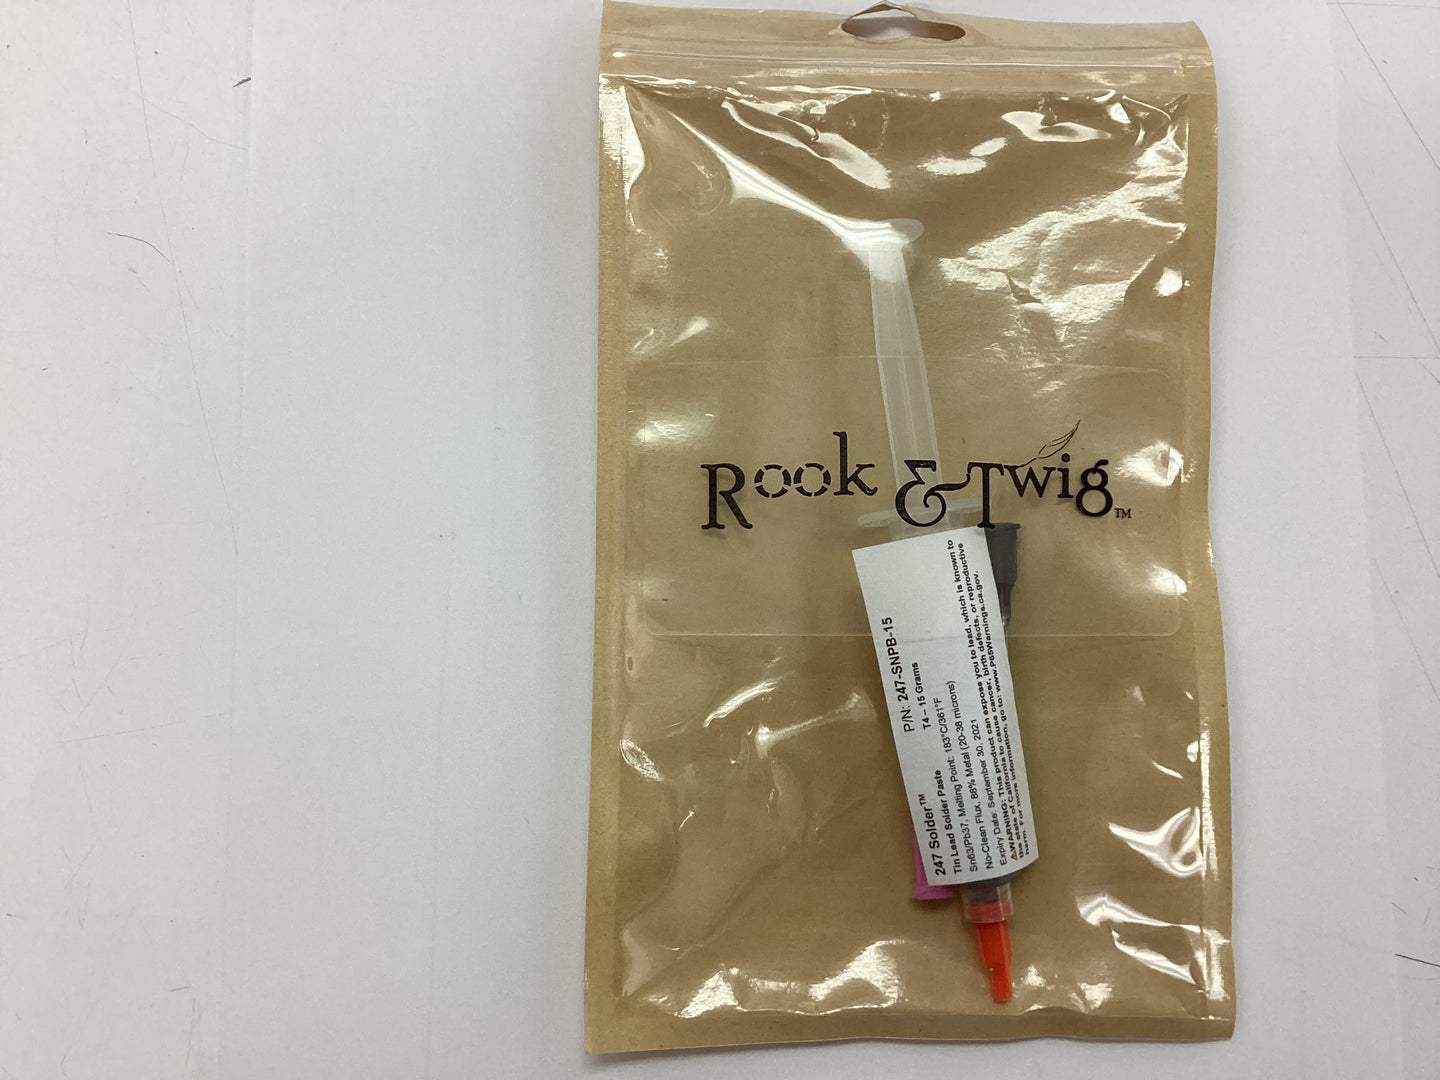 Rook & Twig™
P/N: 247-SNPB-15
T4 – 15 Grams
247 Solder™
Tin Lead Solder Paste
Sn63/Pb37, Melting Point: 183°C/361°F
No-Clean Flux, 88% Metal (20-38 microns)
Expiry Date: September 30, 2021
⚠WARNING: This product can expose you to lead, which is known to
the state of California to cause cancer, birth defects, or reproductive
harm. For more information, go to: www.P65Warnings.ca.gov.